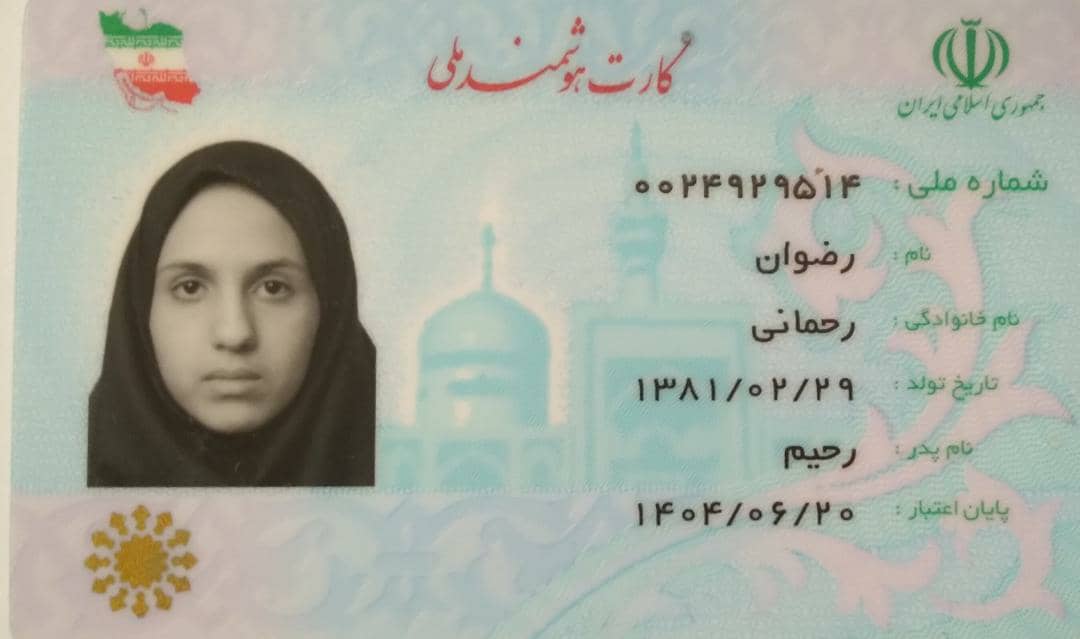 کارت هوشمند ملی
جمهوری اسلامی ایران
شماره ملی : ۰۰۲۴۹۲۹۵۱۴
نام : رضوان
نام خانوادگی : رحمانی
تاریخ تولد : ۱۳۸۱/۰۲/۲۹
نام پدر : رحیم
پایان اعتبار : ۱۴۰۴/۰۶/۲۰